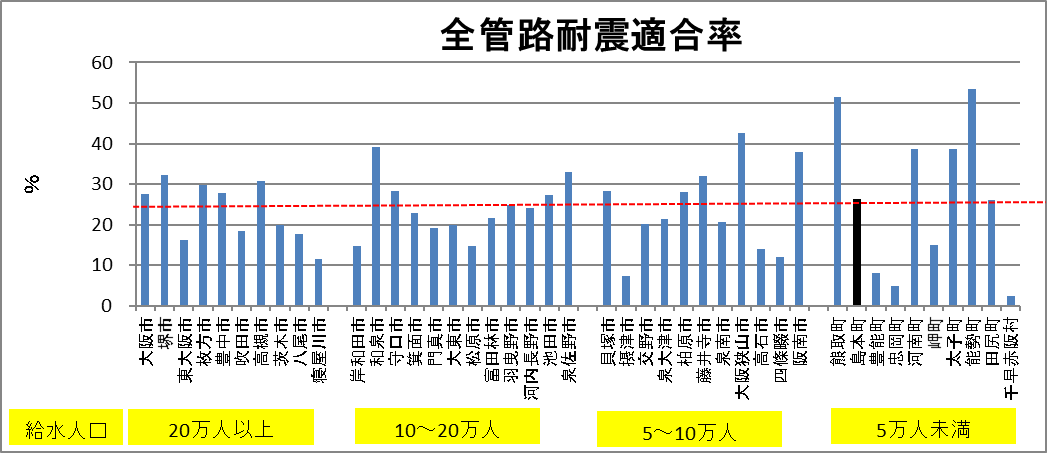 全管路耐震適合率
60
50
40
30
20
10
0
%
大阪市
堺市
東大阪市
枚方市
豊中市
吹田市
高槻市
茨木市
八尾市
寝屋川市
岸和田市
和泉市
守口市
箕面市
門真市
大東市
松原市
富田林市
羽曳野市
河内長野市
池田市
泉佐野市
貝塚市
摂津市
交野市
泉大津市
柏原市
藤井寺市
泉南市
大阪狭山市
高石市
四條畷市
阪南市
熊取町
島本町
豊能町
忠岡町
河南町
岬町
太子町
能勢町
田尻町
千早赤阪村
給水人口
20万人以上
10～20万人
5～10万人
5万人未満